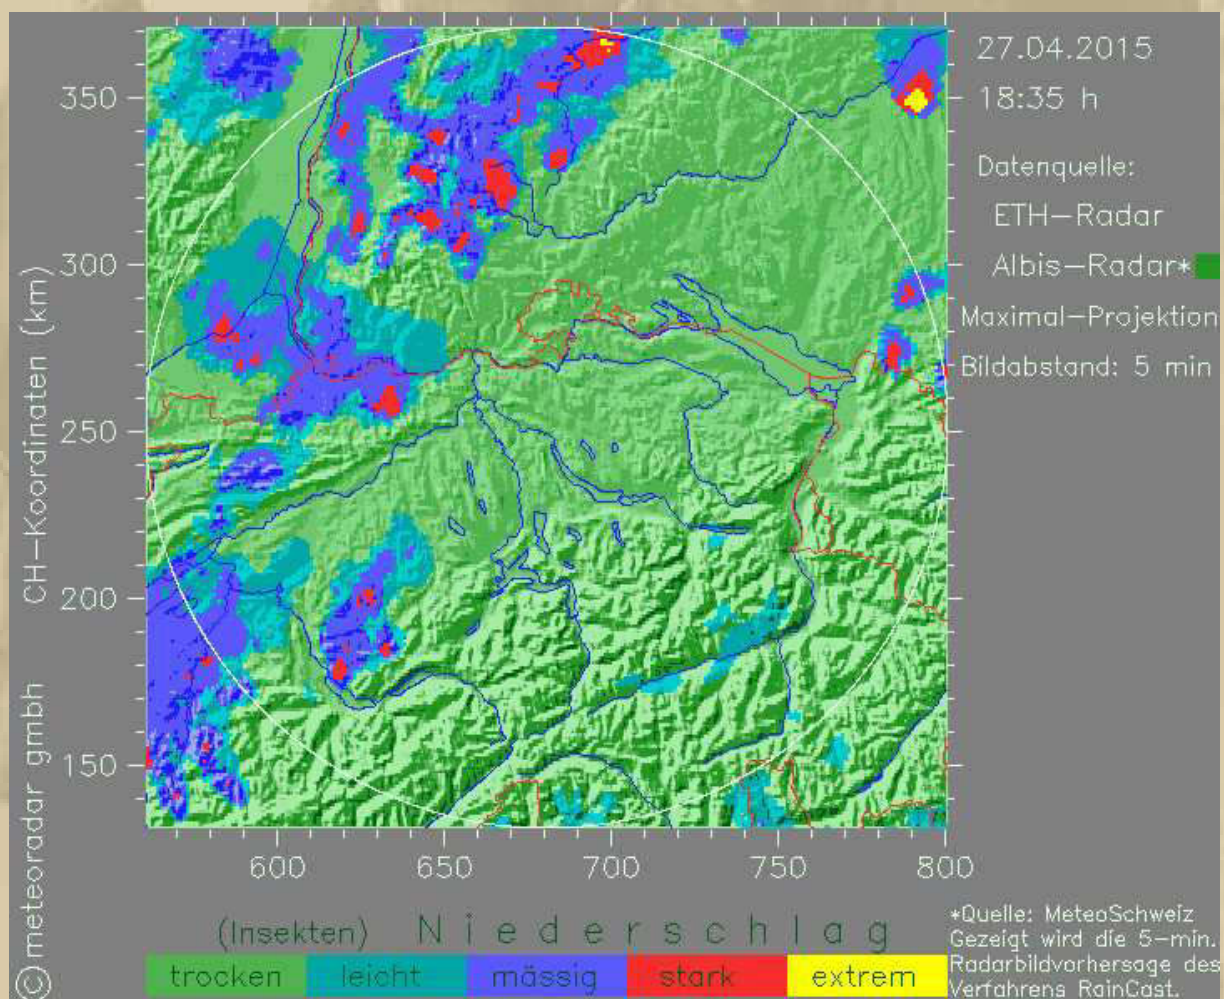 27.04.2015
18:35 h
Datenquelle:
ETH-Radar
Albis-Radar*
Maximal-Projektion
Bildabstand: 5 min
350
300
250
200
150
CH-Koordinaten (km)
© meteoradar gmbh
600 650 700 750 800
(Insekten) Niederschlag
trocken leicht mässig stark extrem
*Quelle: MeteoSchweiz
Gezeigt wird die 5-min.
Radarbildvorhersage des
Verfahrens RainCast.